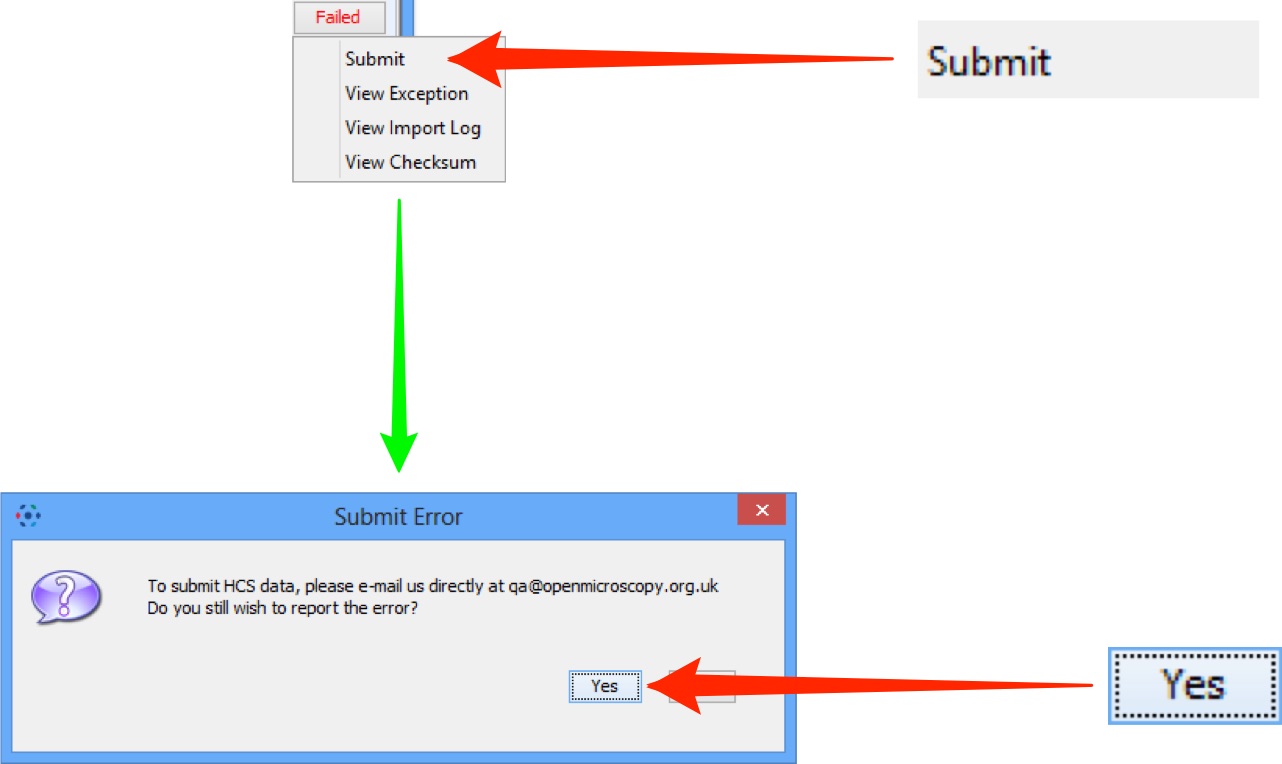 Failed
Submit
Submit
View Exception
View Import Log
View Checksum
Submit Error
To submit HCS data, please e-mail us directly at qa@openmicroscopy.org.uk
Do you still wish to report the error?
Yes
Yes